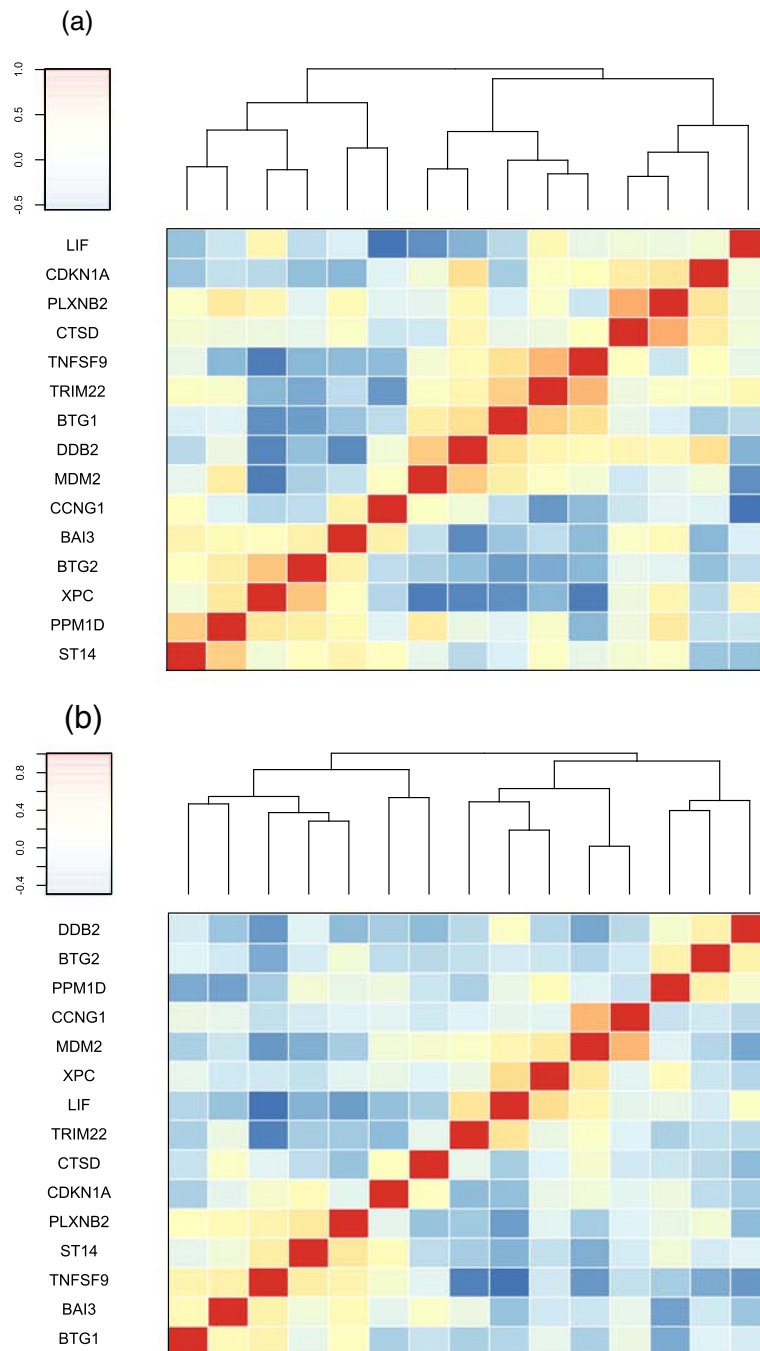 (a)
1.0
0.5
0.0
-0.5
LIF
CDKN1A
PLXNB2
CTSD
TNFSF9
TRIM22
BTG1
DDB2
MDM2
CCNG1
BAI3
BTG2
XPC
PPM1D
ST14
(b)
0.8
0.4
0.0
-0.4
DDB2
BTG2
PPM1D
CCNG1
MDM2
XPC
LIF
TRIM22
CTSD
CDKN1A
PLXNB2
ST14
TNFSF9
BAI3
BTG1